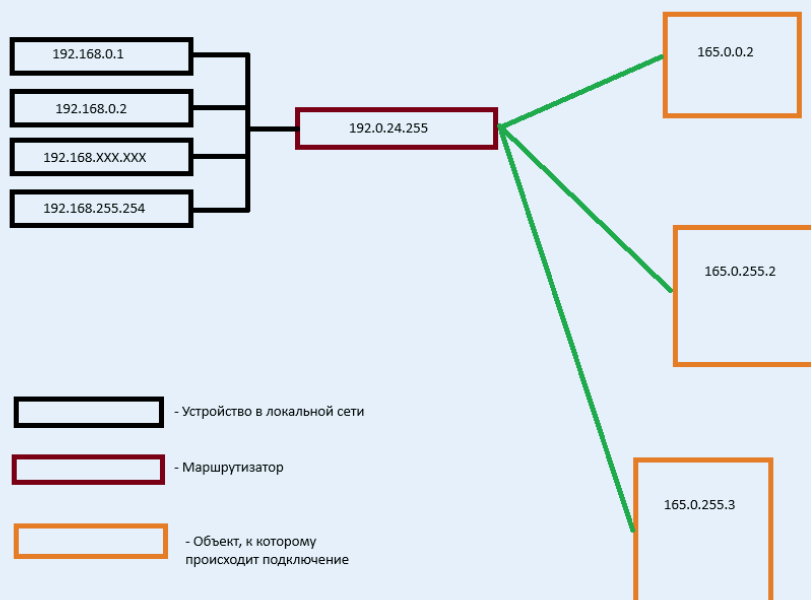 192.168.0.1
192.168.0.2
192.168.XXX.XXX
192.168.255.254
192.0.24.255
165.0.0.2
165.0.255.2
165.0.255.3
- Устройство в локальной сети
- Маршрутизатор
- Объект, к которому
происходит подключение